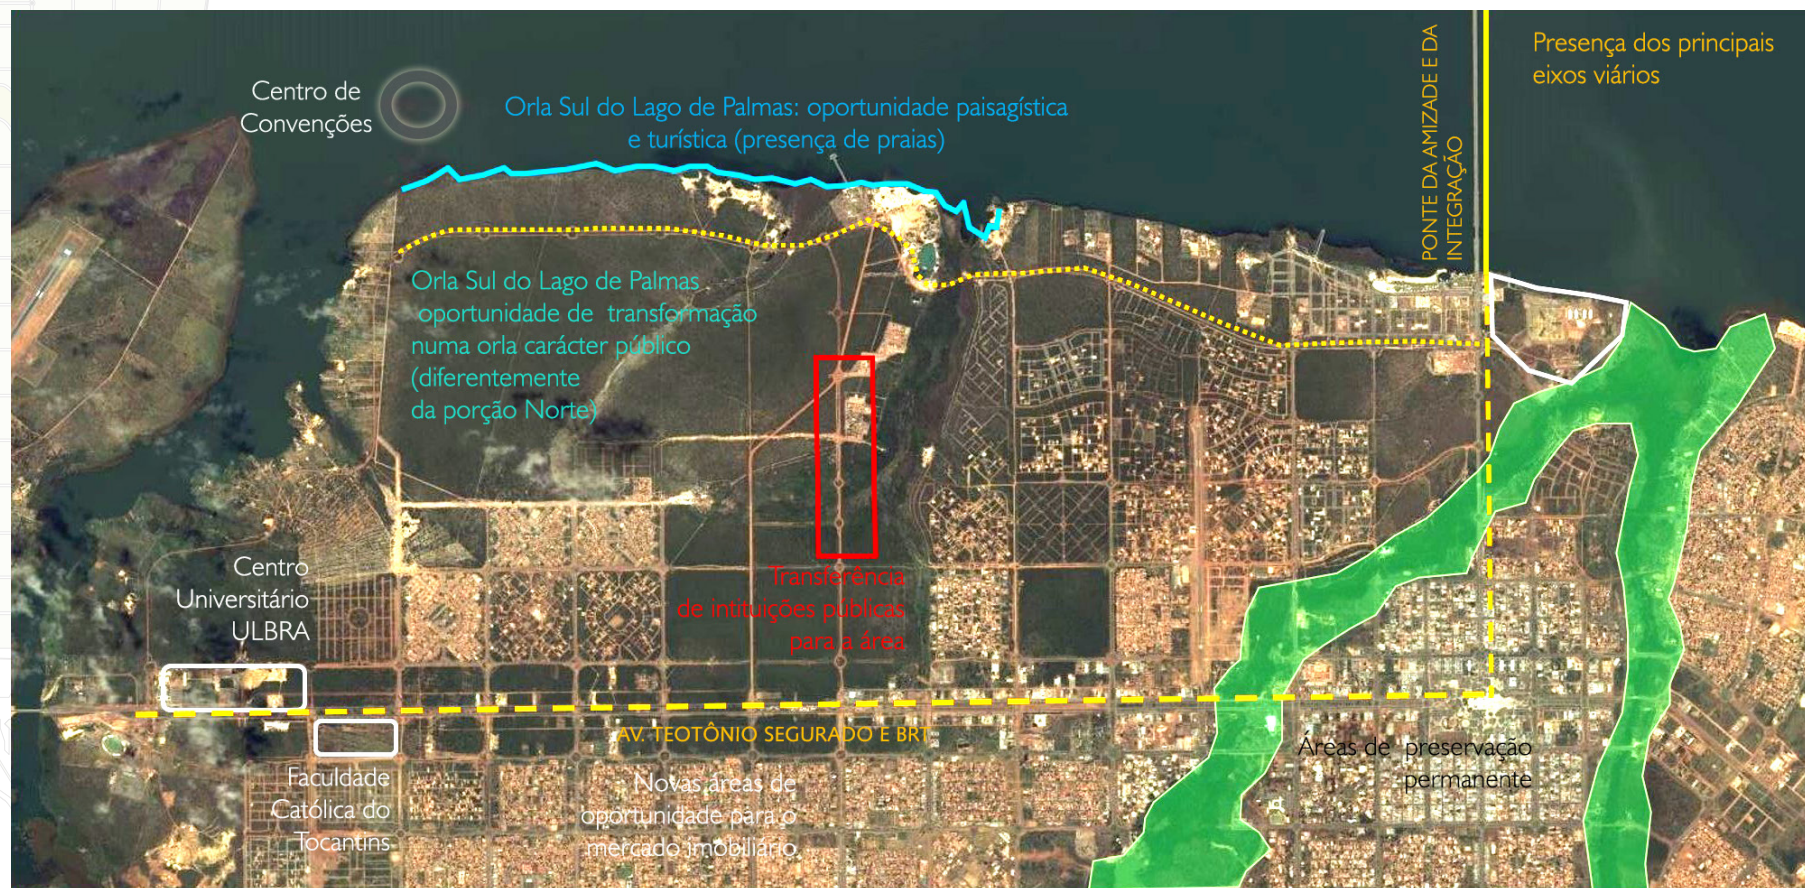 Centro de
Convenções
Orla Sul do Lago de Palmas: oportunidade paisagística
e turística (presença de praias)
PONTE DA AMIZADE E DA
INTEGRAÇÃO
Presença dos principais
eixos viários
Orla Sul do Lago de Palmas
oportunidade de transformação
numa orla carácter público
(diferentemente
da porção Norte)
Transferência
de intituições públicas
para a área
Centro
Universitário
ULBRA
AV. TEOTÔNIO SEGURADO E BRT
Faculdade
Católica do
Tocantins
Novas áreas de
oportunidade para o
mercado imobiliário
Áreas de preservação
permanente